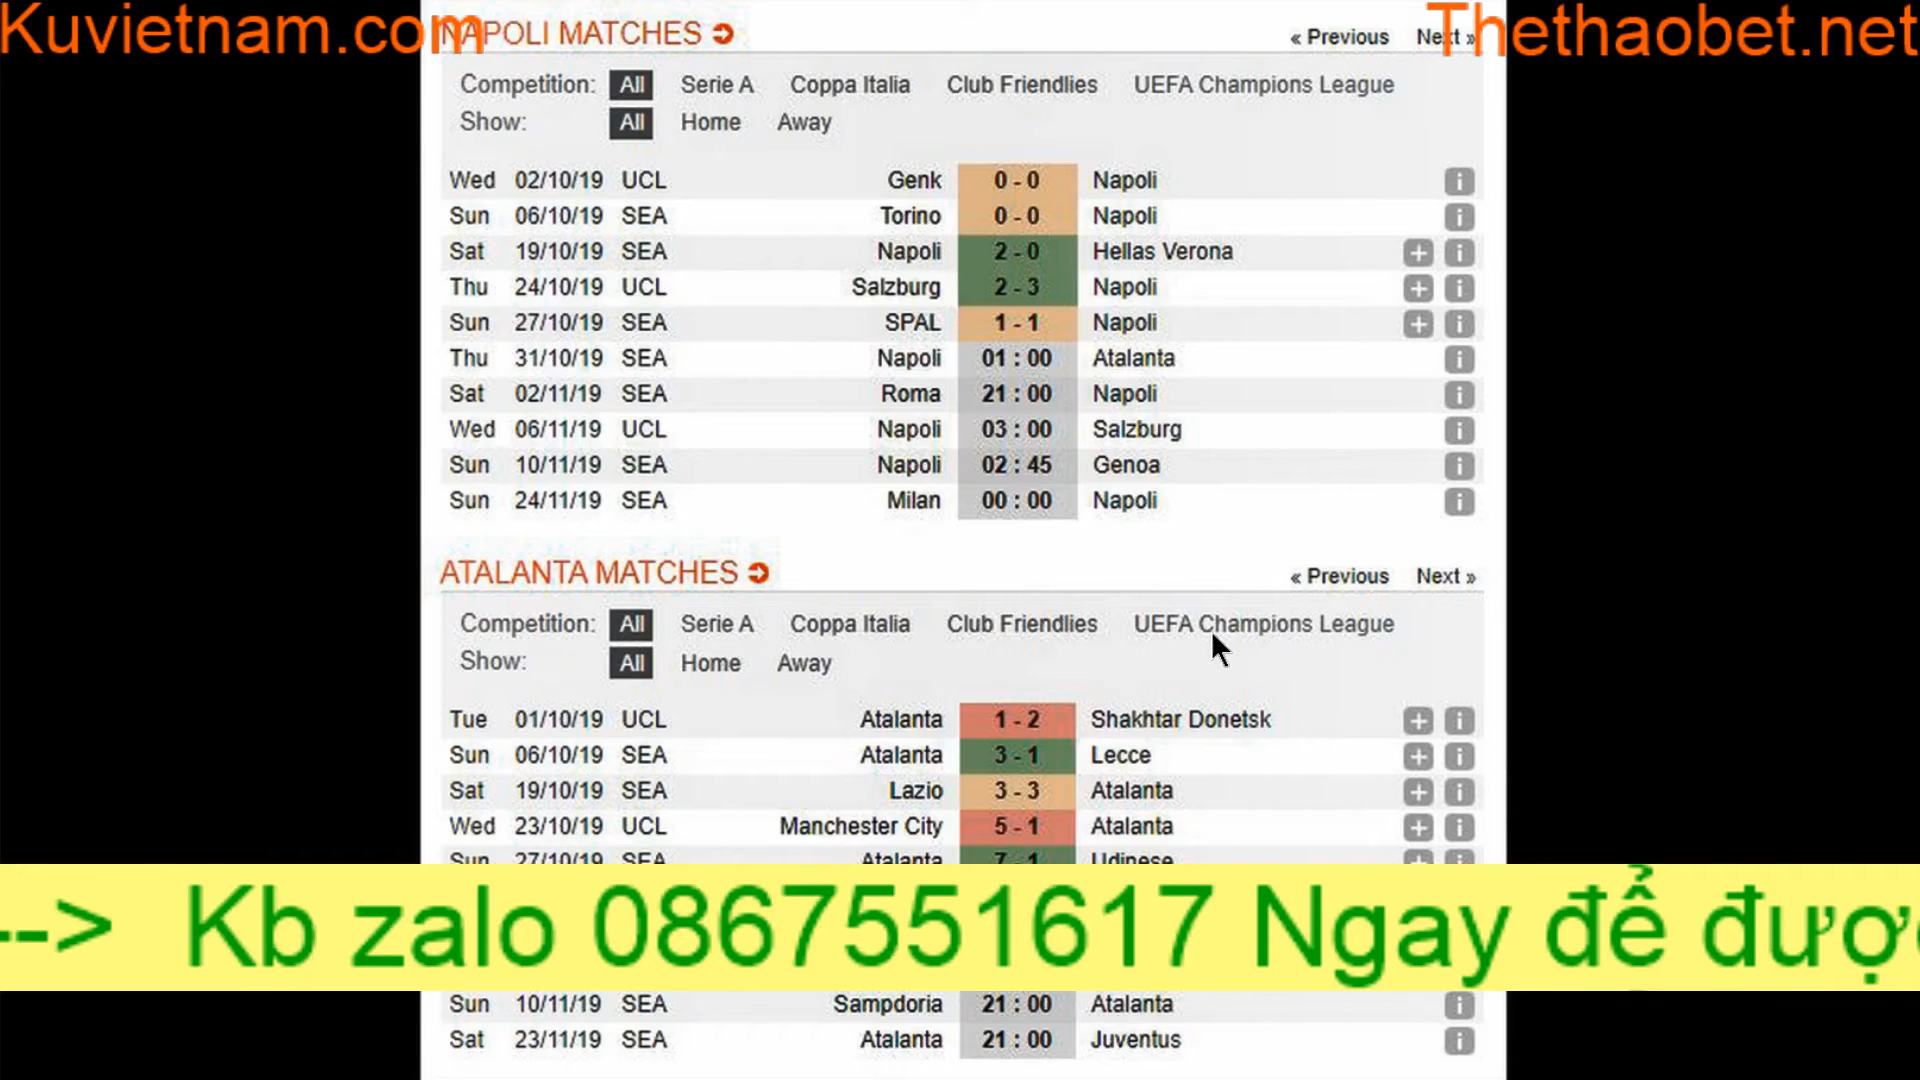 Kuvietnam.com
Thethaobet.net
NAPOLI MATCHES
« Previous Next »
Competition: All Serie A Coppa Italia Club Friendlies UEFA Champions League
Show: All Home Away
Wed 02/10/19 UCL Genk 0 - 0 Napoli
Sun 06/10/19 SEA Torino 0 - 0 Napoli
Sat 19/10/19 SEA Napoli 2 - 0 Hellas Verona
Thu 24/10/19 UCL Salzburg 2 - 3 Napoli
Sun 27/10/19 SEA SPAL 1 - 1 Napoli
Thu 31/10/19 SEA Napoli 01 : 00 Atalanta
Sat 02/11/19 SEA Roma 21 : 00 Napoli
Wed 06/11/19 UCL Napoli 03 : 00 Salzburg
Sun 10/11/19 SEA Napoli 02 : 45 Genoa
Sun 24/11/19 SEA Milan 00 : 00 Napoli
ATALANTA MATCHES
« Previous Next »
Competition: All Serie A Coppa Italia Club Friendlies UEFA Champions League
Show: All Home Away
Tue 01/10/19 UCL Atalanta 1 - 2 Shakhtar Donetsk
Sun 06/10/19 SEA Atalanta 3 - 1 Lecce
Sat 19/10/19 SEA Lazio 3 - 3 Atalanta
Wed 23/10/19 UCL Manchester City 5 - 1 Atalanta
Sun 27/10/19 SEA Atalanta 7 - 1 Udinese
--> Kb zalo 0867551617 Ngay để được
Sun 10/11/19 SEA Sampdoria 21 : 00 Atalanta
Sat 23/11/19 SEA Atalanta 21 : 00 Juventus